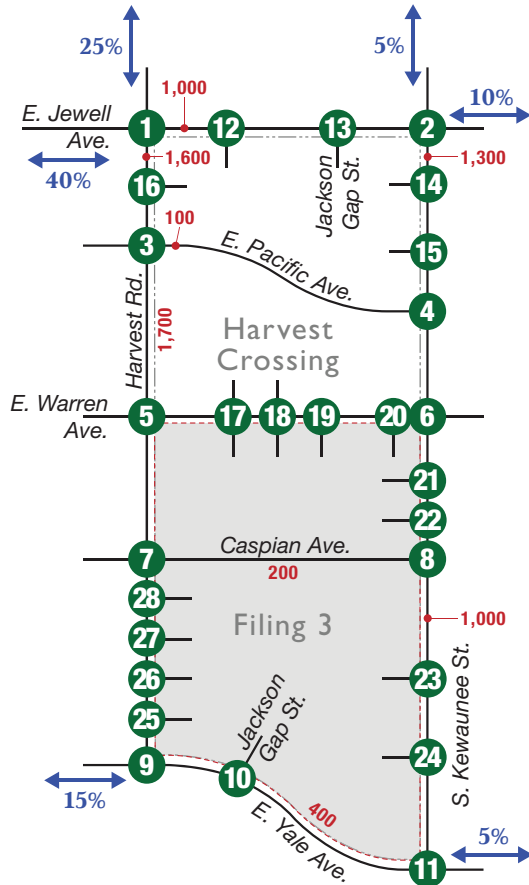 25%
5%
1,000
10%
E. Jewell
Ave.
1
12
13
2
40%
1,600
1,300
Jackson
Gap St.
16
14
100
3
E. Pacific Ave.
15
4
Harvest Rd.
1,700
Harvest
Crossing
E. Warren
Ave.
5
17
18
19
20
6
21
22
Caspian Ave.
7
8
200
28
Filing 3
1,000
27
26
23
S. Kewaunee St.
Jackson
Gap St.
25
24
9
10
15%
400
E. Yale Ave.
5%
11